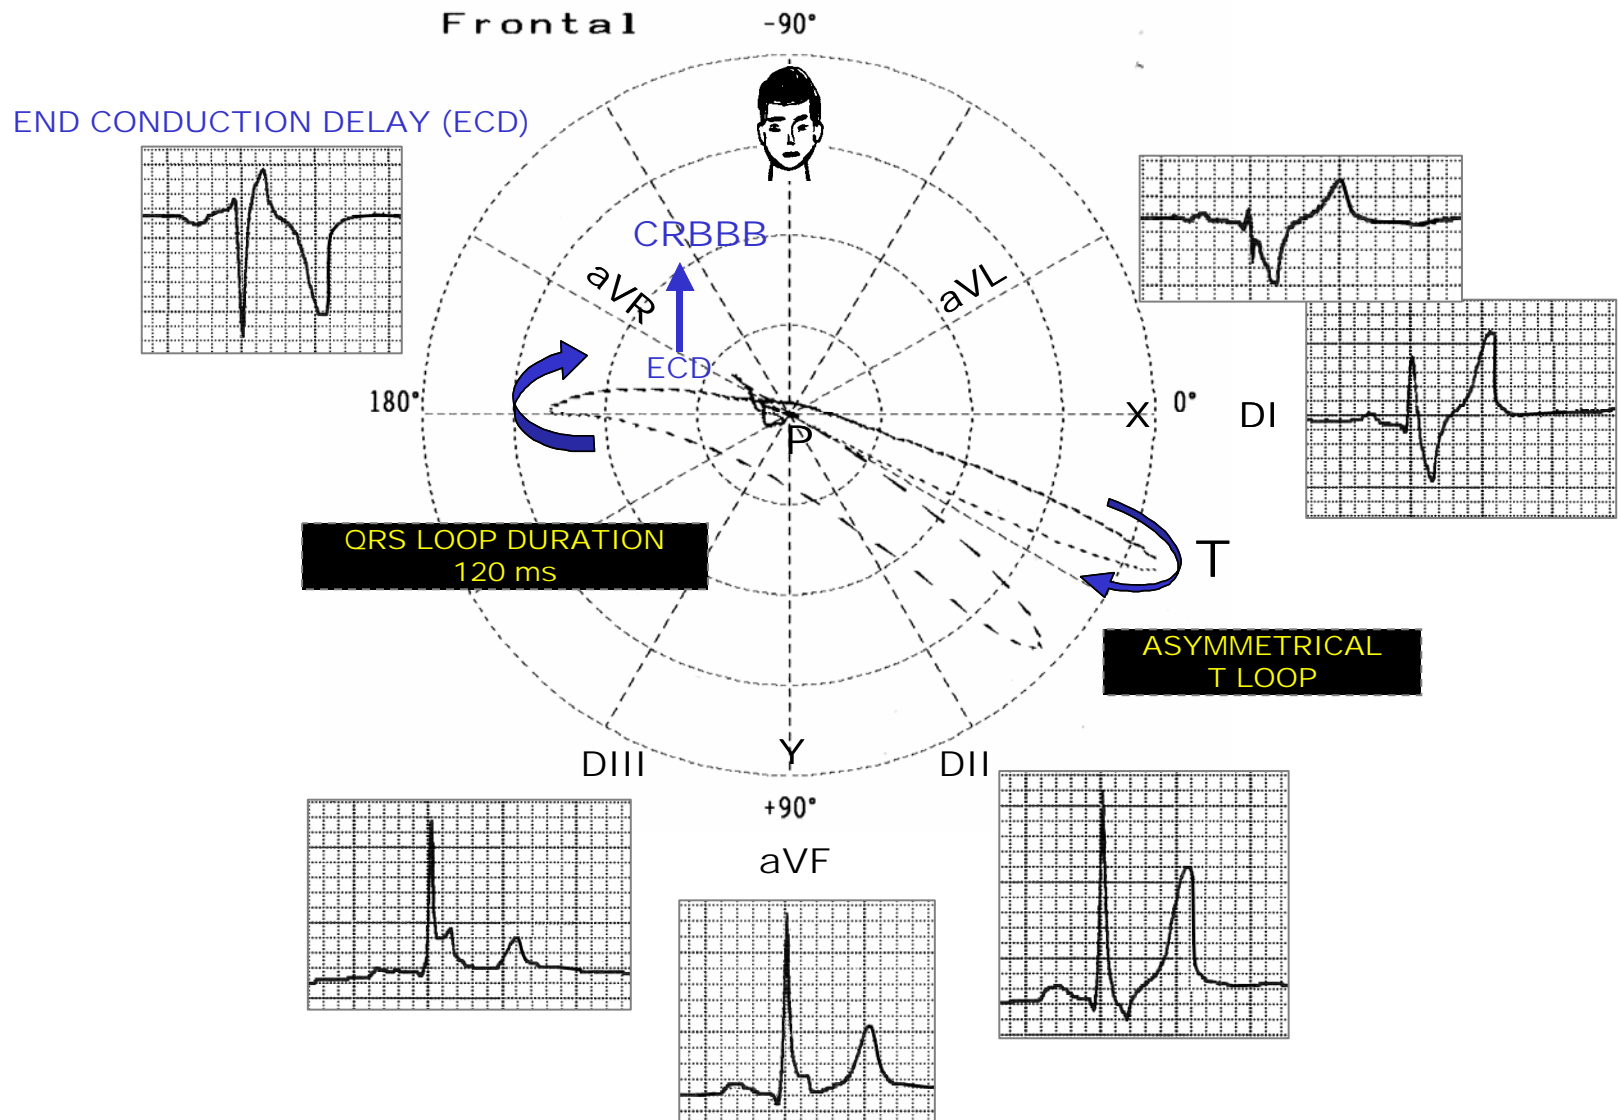 Frontal
-90°
END CONDUCTION DELAY (ECD)
CRBBB
aVR
aVL
ECD
180°
P
X
0°
DI
QRS LOOP DURATION
120 ms
T
ASYMMETRICAL
T LOOP
DIII
Y
DII
+90°
aVF